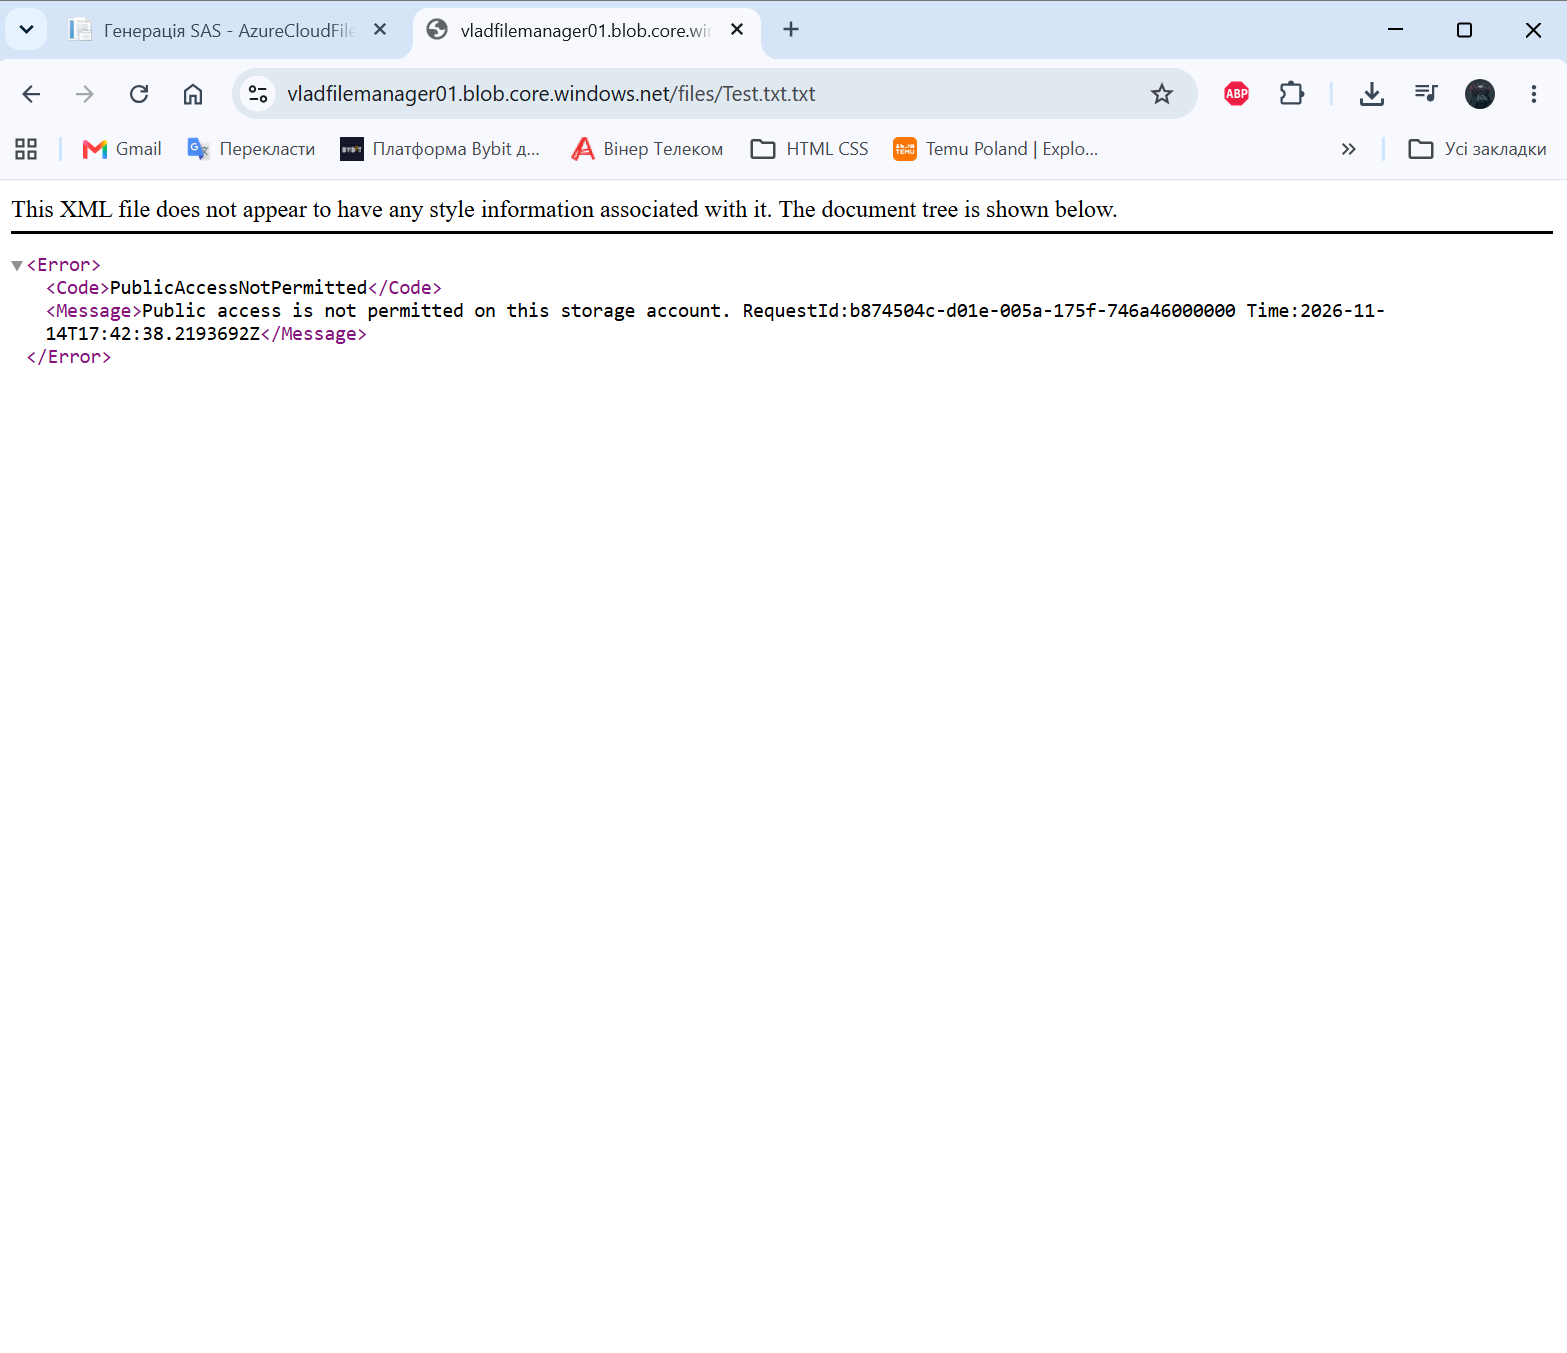 Генерація SAS - AzureCloudFile
vladfilemanager01.blob.core.wi
vladfilemanager01.blob.core.windows.net/files/Test.txt.txt
ABP
Gmail
Перекласти
Платформа Bybit д...
Вінер Телеком
HTML CSS
TEMU
Temu Poland | Explo...
Усі закладки
This XML file does not appear to have any style information associated with it. The document tree is shown below.
<Error>
<Code>PublicAccessNotPermitted</Code>
<Message>Public access is not permitted on this storage account. RequestId:b874504c-d01e-005a-175f-746a46000000 Time:2026-11-
14T17:42:38.2193692Z</Message>
</Error>